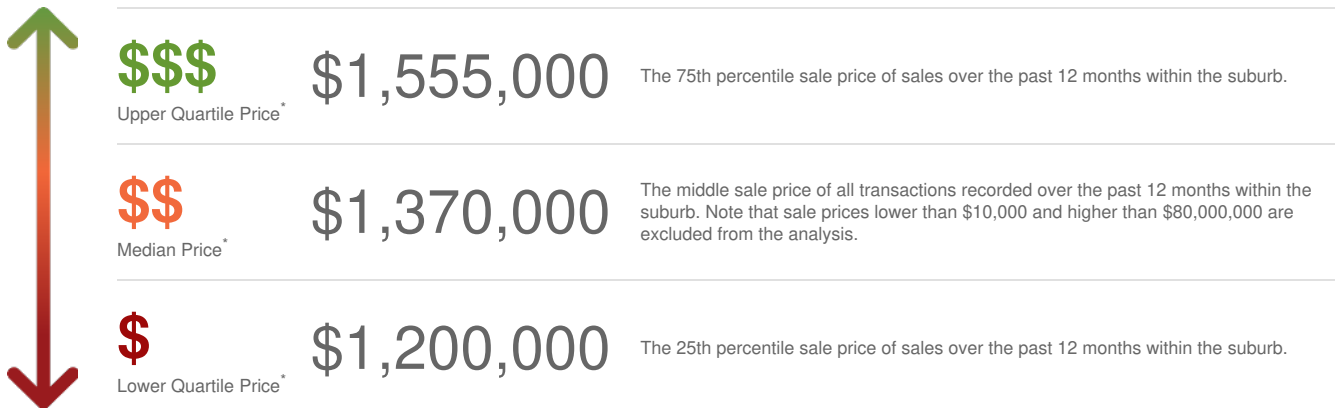 $$$
Upper Quartile Price*
$1,555,000
The 75th percentile sale price of sales over the past 12 months within the suburb.
$$
Median Price*
$1,370,000
The middle sale price of all transactions recorded over the past 12 months within the
suburb. Note that sale prices lower than $10,000 and higher than $80,000,000 are
excluded from the analysis.
$
Lower Quartile Price*
$1,200,000
The 25th percentile sale price of sales over the past 12 months within the suburb.